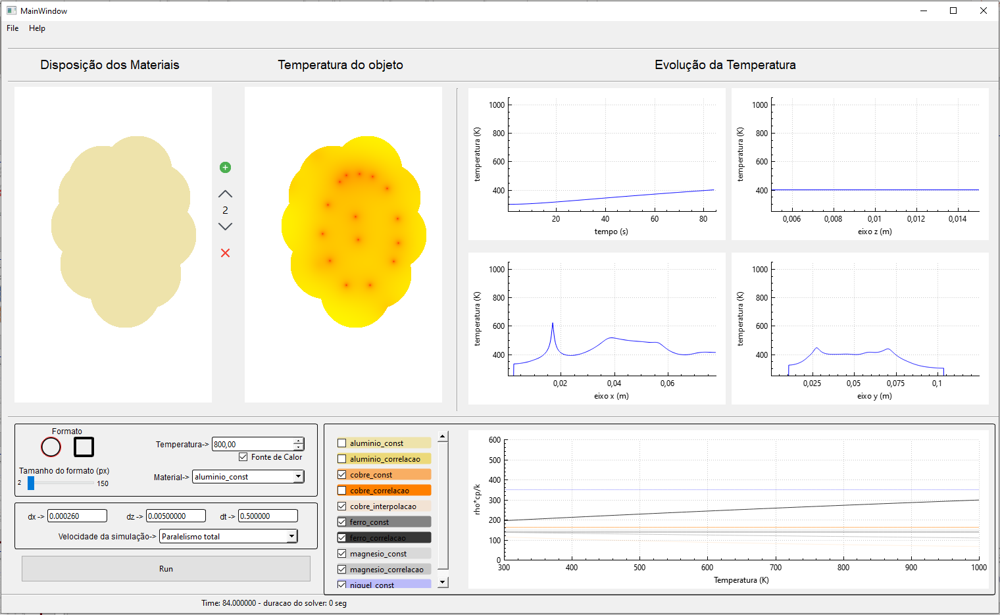 MainWindow
File Help
Disposição dos Materiais
Temperatura do objeto
Evolução da Temperatura
2
temperatura (K)
1000
800
600
400
20 40 60 80
tempo (s)
temperatura (K)
1000
800
600
400
0,006 0,008 0,01 0,012 0,014
eixo z (m)
temperatura (K)
1000
800
600
400
0,02 0,04 0,06
eixo x (m)
temperatura (K)
1000
800
600
400
0,025 0,05 0,075 0,1
eixo y (m)
Formato
Temperatura-> 800,00
Fonte de Calor
Tamanho do formato (px)
2 150
Material-> aluminio_const
dx -> 0.000260 dz -> 0.00500000 dt -> 0.500000
Velocidade da simulação-> Paralelismo total
Run
aluminio_const
aluminio_correlacao
cobre_const
cobre_correlacao
cobre_interpolacao
ferro_const
ferro_correlacao
magnesio_const
magnesio_correlacao
niquel_const
rho*cp/k
600
500
400
300
200
100
0
300 400 500 600 700 800 900 1000
Temperatura (K)
Time: 84.000000 - duracao do solver: 0 seg